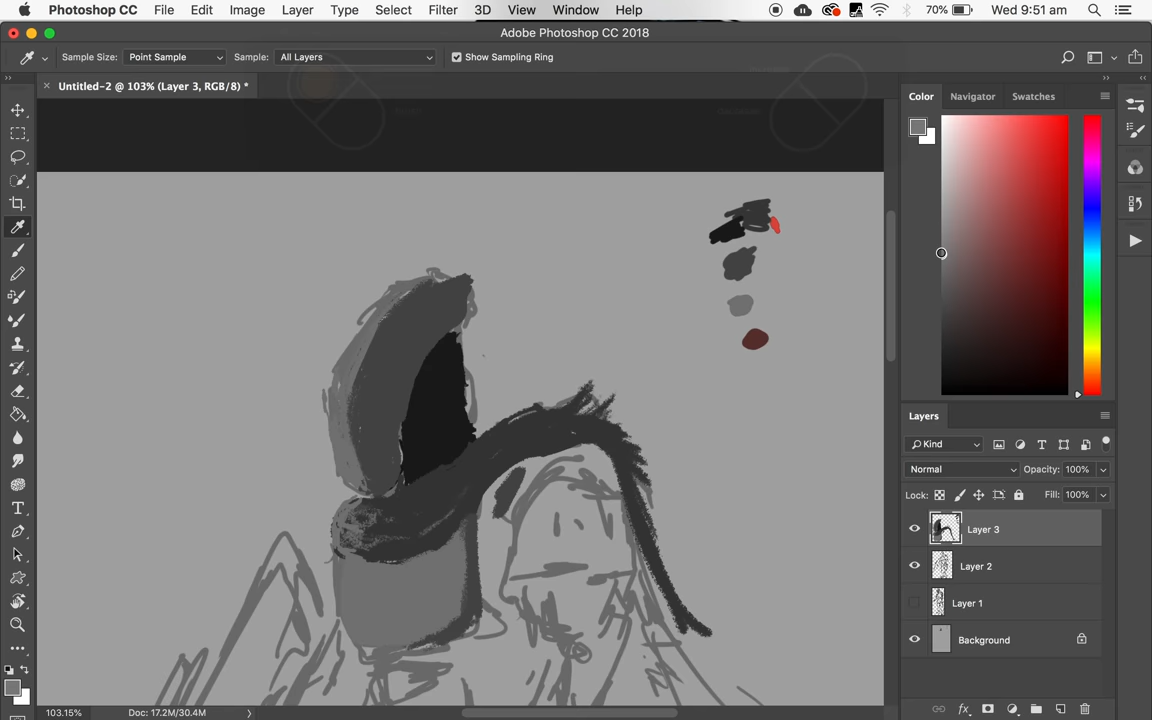 Photoshop CC File Edit Image Layer Type Select Filter 3D View Window Help 70% Wed 9:51 am
Adobe Photoshop CC 2018
Sample Size: Point Sample Sample: All Layers Show Sampling Ring
Untitled-2 @ 103% (Layer 3, RGB/8) *
Color Navigator Swatches
Layers
Kind
Normal Opacity: 100%
Lock: Fill: 100%
Layer 3
Layer 2
Layer 1
Background
103.15% Doc: 17.2M/30.4M